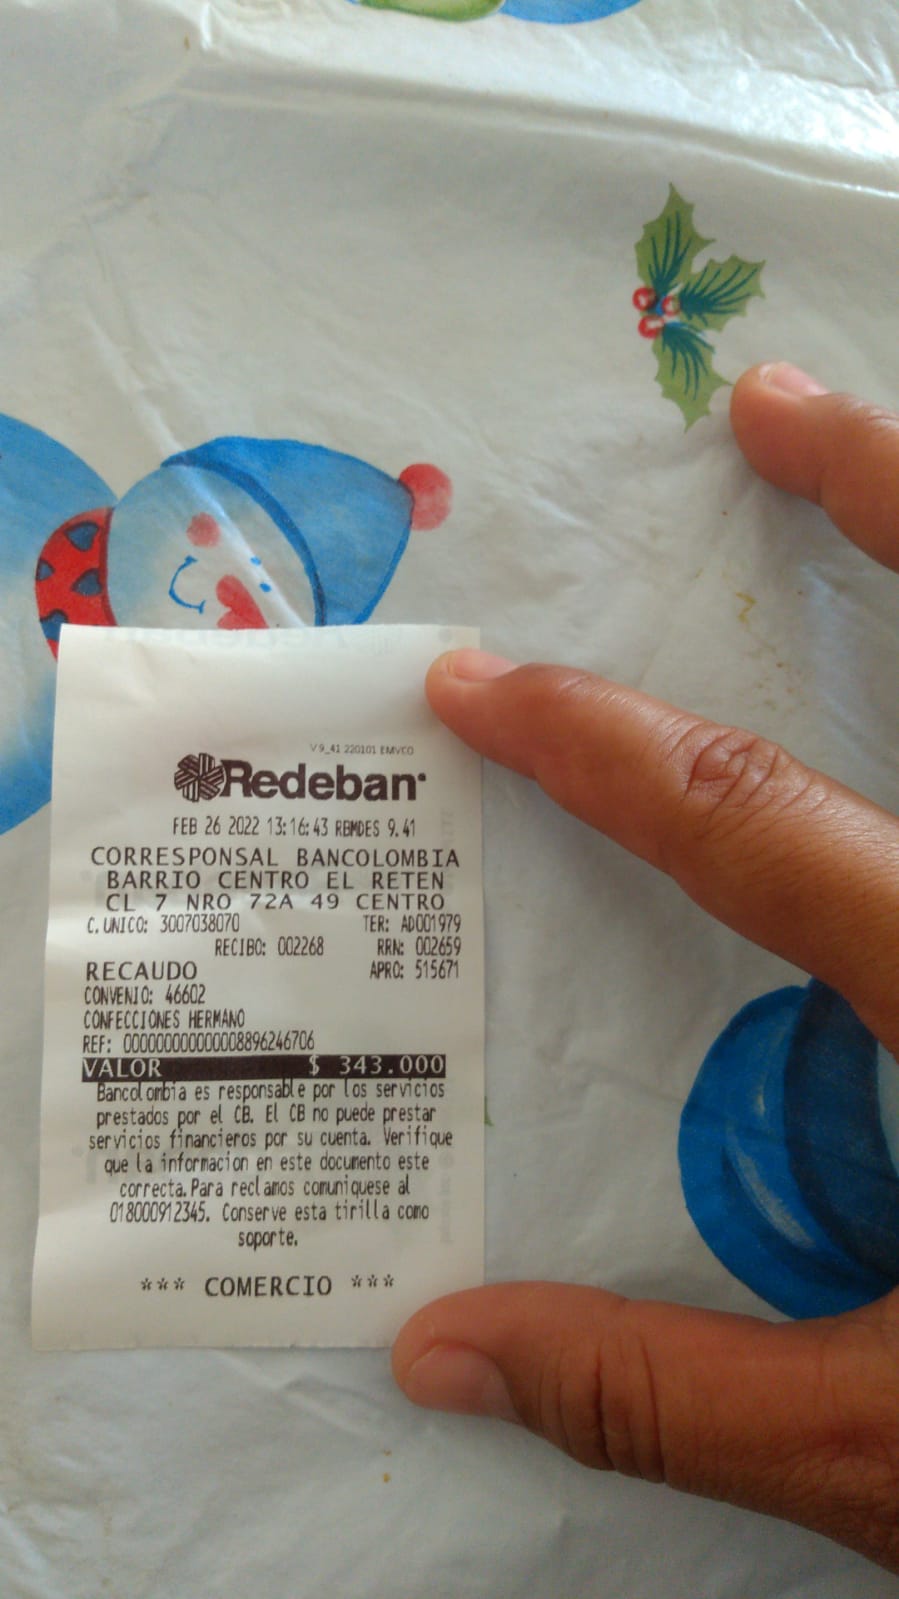 V9_41 220101 EMVCO
Redeban
FEB 26 2022 13:16:43 RBMDES 9.41
CORRESPONSAL BANCOLOMBIA
BARRIO CENTRO EL RETEN
CL 7 NRO 72A 49 CENTRO
C.UNICO: 3007038070 TER: AD001979
RECIBO: 002268 RRN: 002659
RECAUDO APRO: 515671
CONVENIO: 46602
CONFECCIONES HERMANO
REF: 000000000000008896246706
VALOR $ 343.000
Bancolombia es responsable por los servicios
prestados por el CB. El CB no puede prestar
servicios financieros por su cuenta. Verifique
que la informacion en este documento este
correcta.Para reclamos comuniquese al
018000912345. Conserve esta tirilla como
soporte.
*** COMERCIO ***